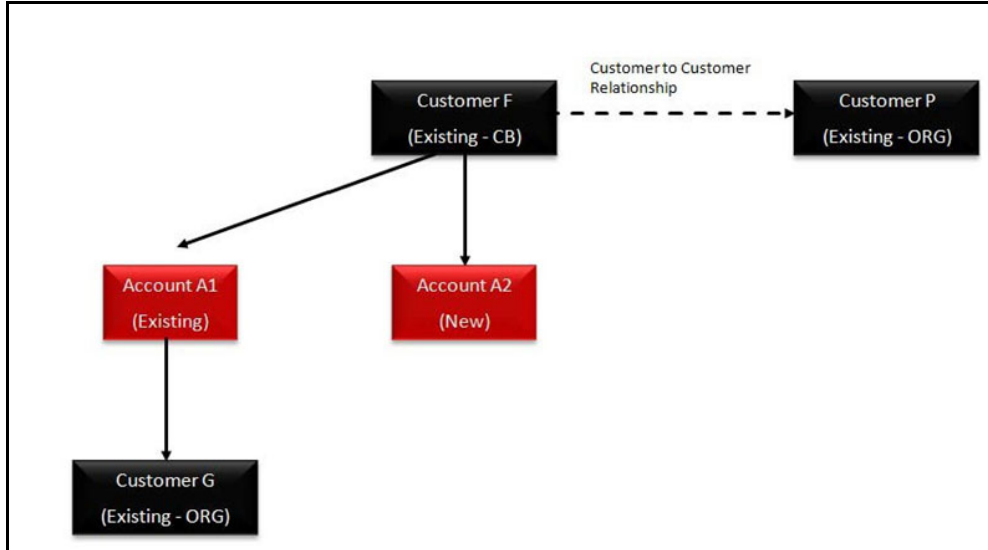 Customer to Customer
Relationship
Customer F
(Existing - CB)
Customer P
(Existing - ORG)
Account A1
(Existing)
Account A2
(New)
Customer G
(Existing - ORG)